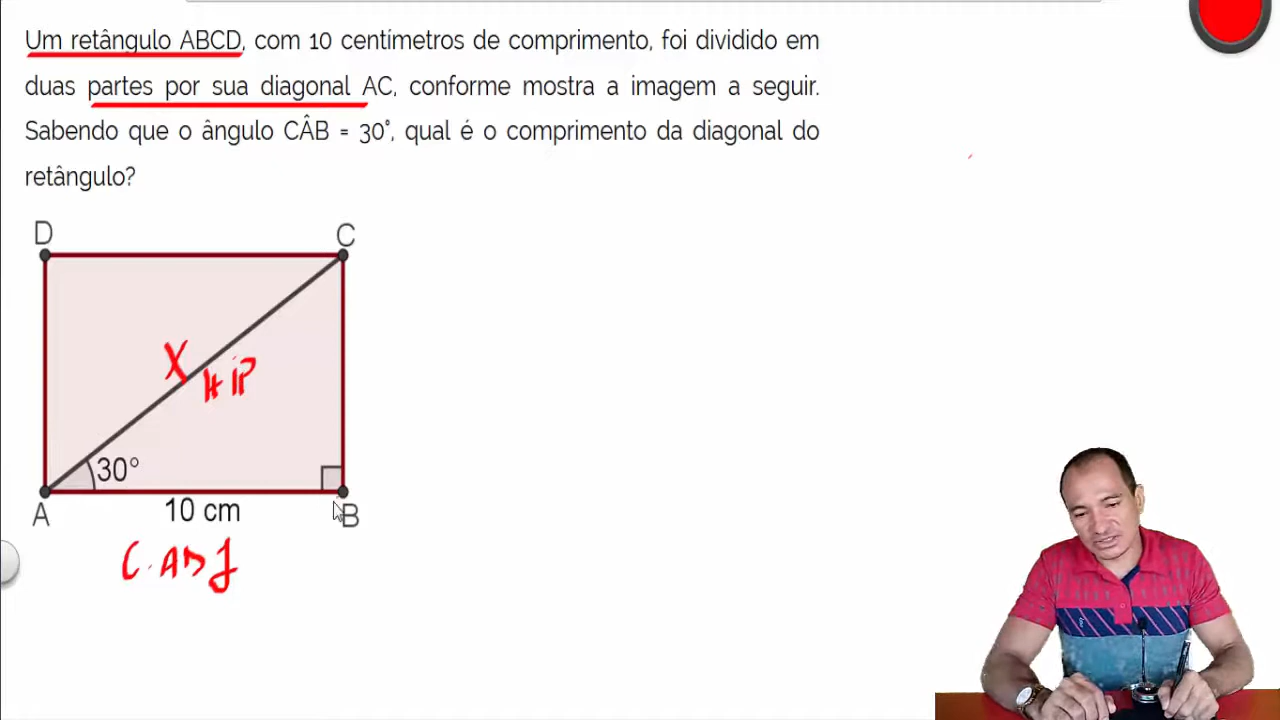 Um retângulo ABCD, com 10 centímetros de comprimento, foi dividido em
duas partes por sua diagonal AC, conforme mostra a imagem a seguir.
Sabendo que o ângulo CÂB = 30°, qual é o comprimento da diagonal do
retângulo?
D
C
X
HIP
30°
A
10 cm
B
C. ADJ